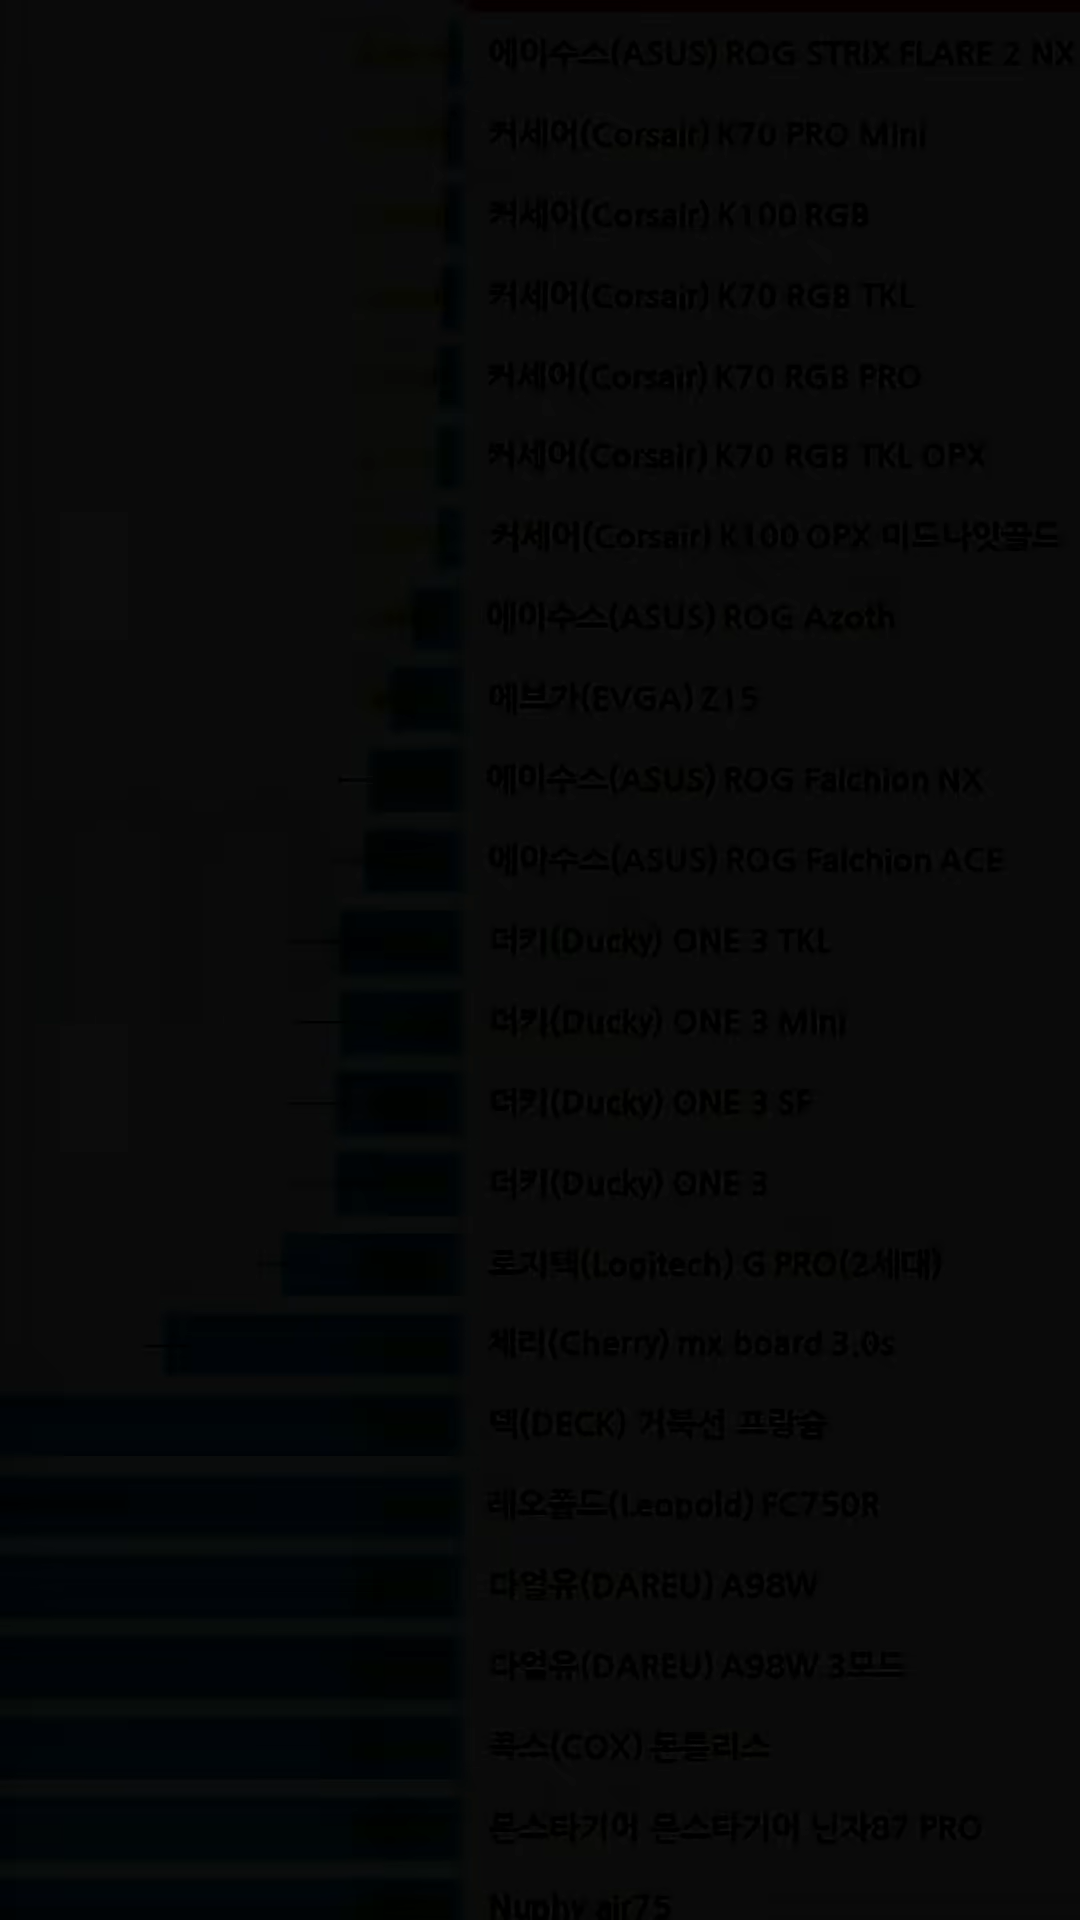 에이수스(ASUS) ROG STRIX FLARE 2 NX
커세어(Corsair) K70 PRO Mini
커세어(Corsair) K100 RGB
커세어(Corsair) K70 RGB TKL
커세어(Corsair) K70 RGB PRO
커세어(Corsair) K70 RGB TKL OPX
커세어(Corsair) K100 OPX 미드나잇골드
에이수스(ASUS) ROG Azoth
에브가(EVGA) Z15
에이수스(ASUS) ROG Falchion NX
에이수스(ASUS) ROG Falchion ACE
더키(Ducky) ONE 3 TKL
더키(Ducky) ONE 3 Mini
더키(Ducky) ONE 3 SF
더키(Ducky) ONE 3
로지텍(Logitech) G PRO(2세대)
체리(Cherry) mx board 3.0s
덱(DECK) 거북선 프랑슘
레오폴드(Leopold) FC750R
다얼유(DAREU) A98W
다얼유(DAREU) A98W 3모드
콕스(COX) 몬플리스
몬스타기어 몬스타기어 닌자87 PRO
Nuphy air75